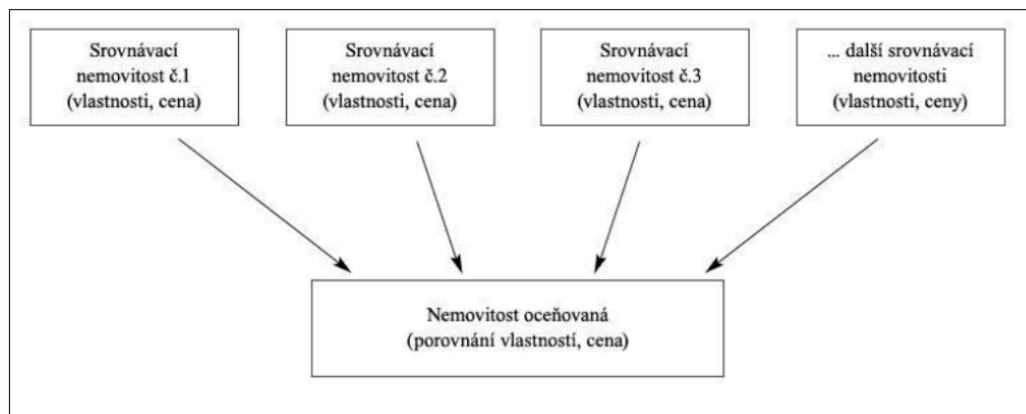 Srovnávací
nemovitost č.1
(vlastnosti, cena)
Srovnávací
nemovitost č.2
(vlastnosti, cena)
Srovnávací
nemovitost č.3
(vlastnosti, cena)
... další srovnávací
nemovitosti
(vlastnosti, ceny)
Nemovitost oceňovaná
(porovnání vlastností, cena)